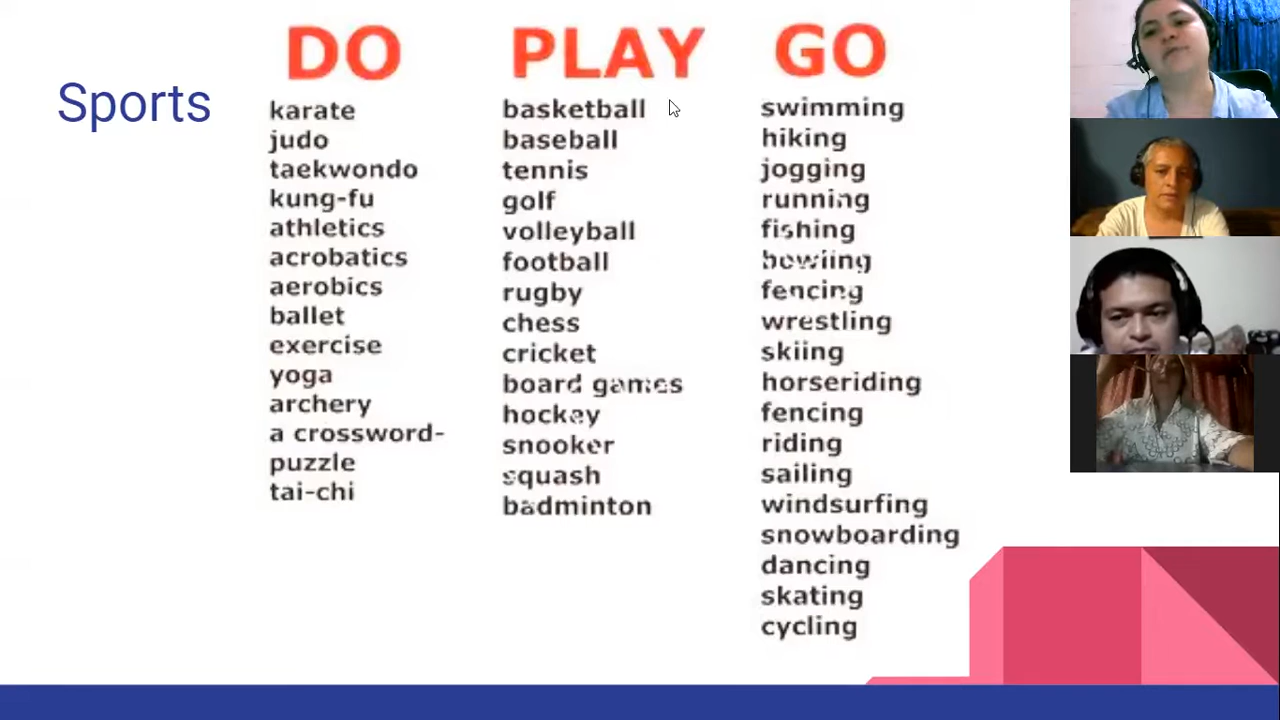 Sports
DO
karate
judo
taekwondo
kung-fu
athletics
acrobatics
aerobics
ballet
exercise
yoga
archery
a crossword-
puzzle
tai-chi
PLAY
basketball
baseball
tennis
golf
volleyball
football
rugby
chess
cricket
board games
hockey
snooker
squash
badminton
GO
swimming
hiking
jogging
running
fishing
bowling
fencing
wrestling
skiing
horseriding
fencing
riding
sailing
windsurfing
snowboarding
dancing
skating
cycling